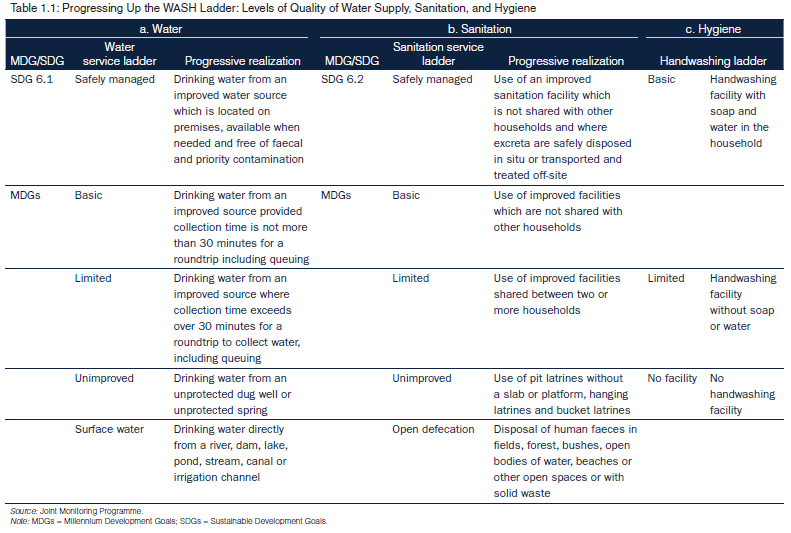 Table 1.1: Progressing Up the WASH Ladder: Levels of Quality of Water Supply, Sanitation, and Hygiene
a. Water
b. Sanitation
c. Hygiene
MDG/SDG
Water
service ladder
Progressive realization
MDG/SDG
Sanitation service
ladder
Progressive realization
Handwashing ladder
SDG 6.1
Safely managed
Drinking water from an
improved water source
which is located on
premises, available when
needed and free of faecal
and priority contamination
SDG 6.2
Safely managed
Use of an improved
sanitation facility which
is not shared with other
households and where
excreta are safely disposed
in situ or transported and
treated off-site
Basic
Handwashing
facility with
soap and
water in the
household
MDGs
Basic
Drinking water from an
improved source provided
collection time is not more
than 30 minutes for a
roundtrip including queuing
MDGs
Basic
Use of improved facilities
which are not shared with
other households
Limited
Drinking water from an
improved source where
collection time exceeds
over 30 minutes for a
roundtrip to collect water,
including queuing
Limited
Use of improved facilities
shared between two or
more households
Limited
Handwashing
facility
without soap
or water
Unimproved
Drinking water from an
unprotected dug well or
unprotected spring
Unimproved
Use of pit latrines without
a slab or platform, hanging
latrines and bucket latrines
No facility
No
handwashing
facility
Surface water
Drinking water directly
from a river, dam, lake,
pond, stream, canal or
irrigation channel
Open defecation
Disposal of human faeces in
fields, forest, bushes, open
bodies of water, beaches or
other open spaces or with
solid waste
Source: Joint Monitoring Programme.
Note: MDGs = Millennium Development Goals; SDGs = Sustainable Development Goals.